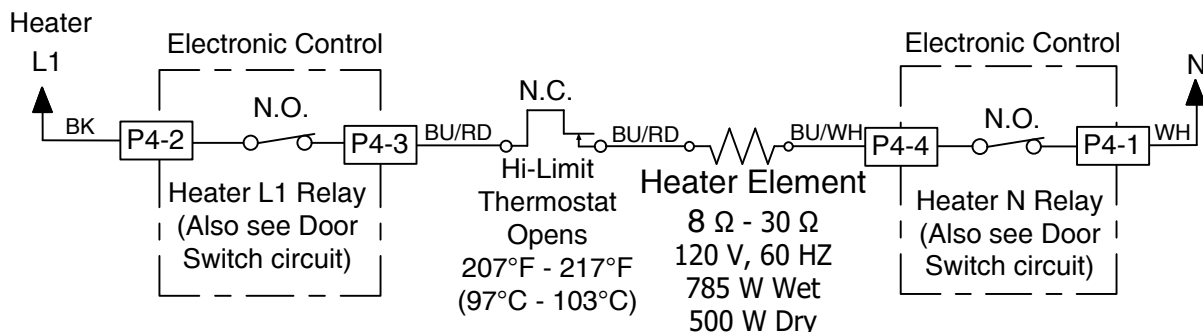 Heater
L1
BK
Electronic Control
P4-2
N.O.
P4-3
Heater L1 Relay
(Also see Door
Switch circuit)
BU/RD
N.C.
Hi-Limit
Thermostat
Opens
207°F - 217°F
(97°C - 103°C)
BU/RD
Heater Element
8 Ω - 30 Ω
120 V, 60 HZ
785 W Wet
500 W Dry
BU/WH
Electronic Control
P4-4
N.O.
P4-1
Heater N Relay
(Also see Door
Switch circuit)
WH
N